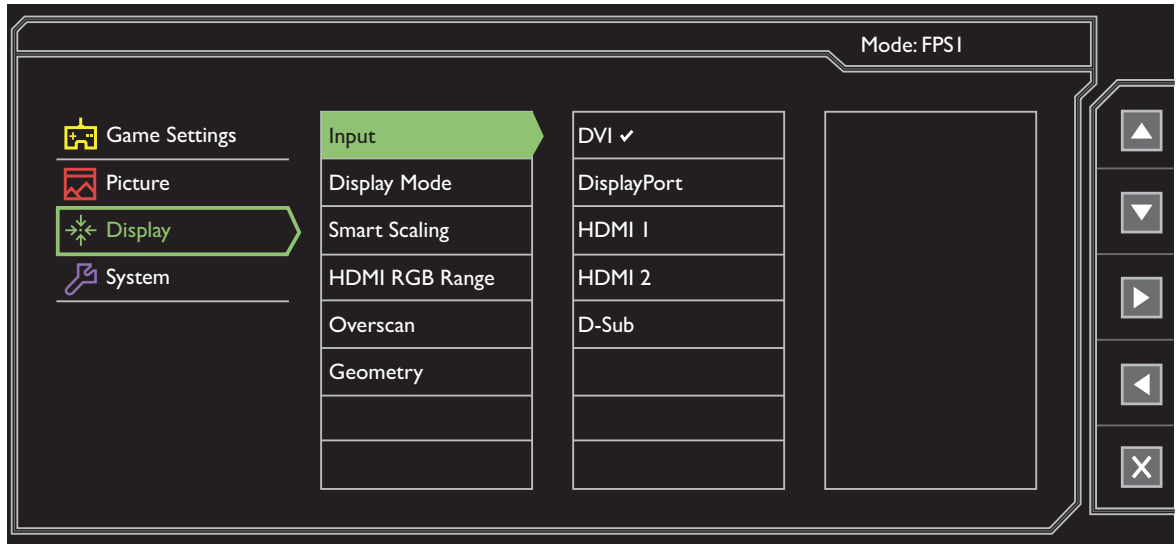 Mode: FPS1
Game Settings
Picture
Display
System
Input
Display Mode
Smart Scaling
HDMI RGB Range
Overscan
Geometry
DVI ✔
DisplayPort
HDMI 1
HDMI 2
D-Sub